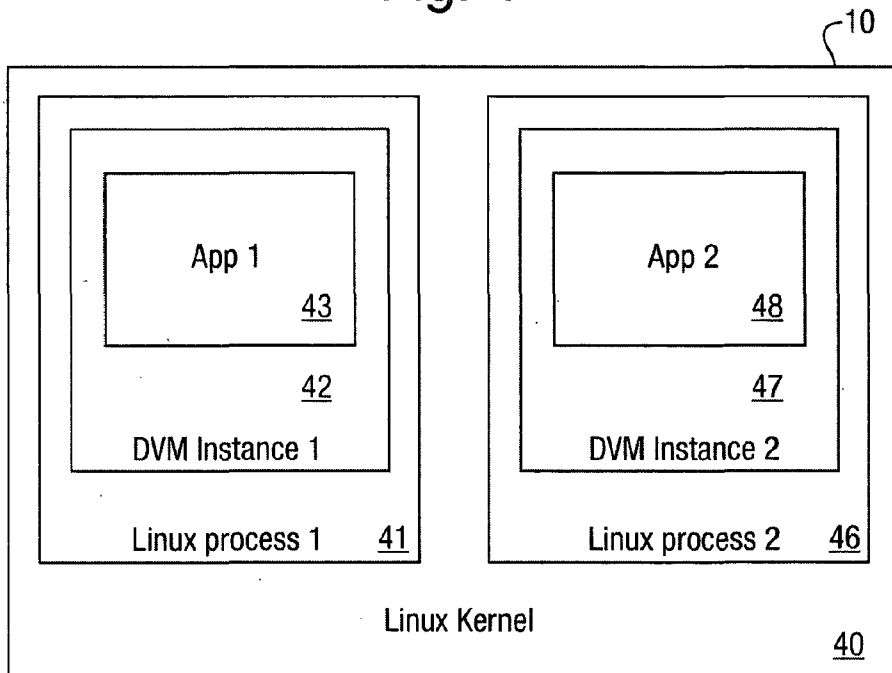 10
App 1
43
42
DVM Instance 1
Linux process 1 41
App 2
48
47
DVM Instance 2
Linux process 2 46
Linux Kernel
40